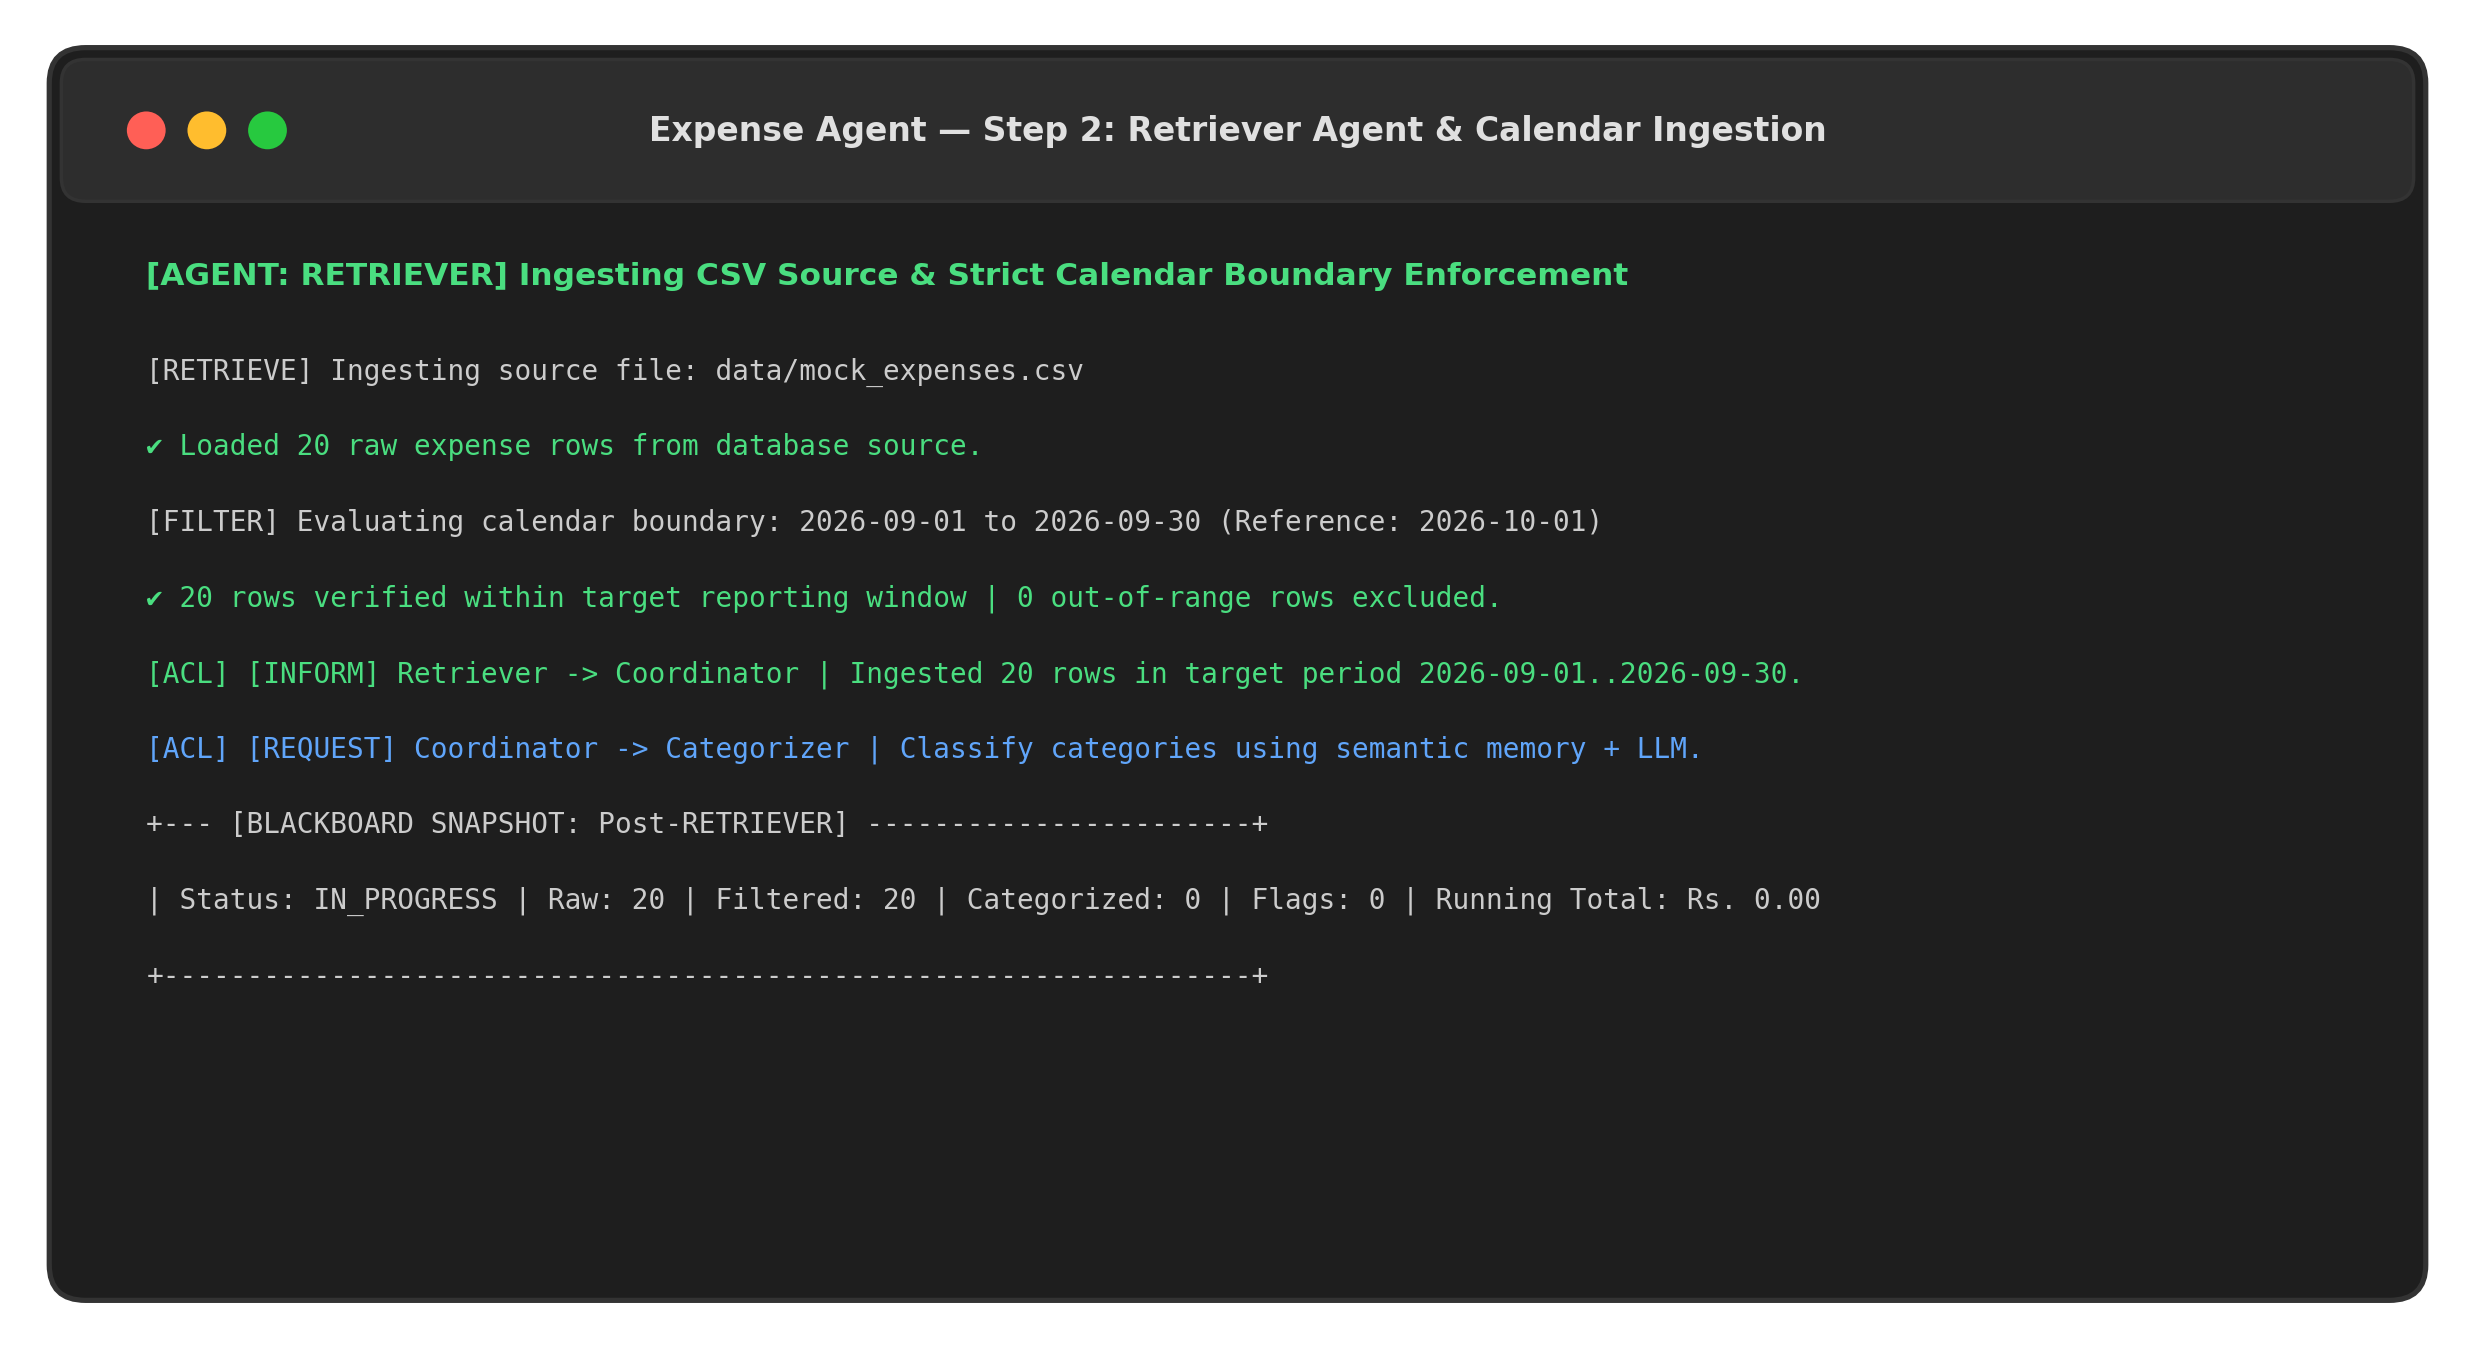 Expense Agent — Step 2: Retriever Agent & Calendar Ingestion
[AGENT: RETRIEVER] Ingesting CSV Source & Strict Calendar Boundary Enforcement
[RETRIEVE] Ingesting source file: data/mock_expenses.csv
✔ Loaded 20 raw expense rows from database source.
[FILTER] Evaluating calendar boundary: 2026-09-01 to 2026-09-30 (Reference: 2026-10-01)
✔ 20 rows verified within target reporting window | 0 out-of-range rows excluded.
[ACL] [INFORM] Retriever -> Coordinator | Ingested 20 rows in target period 2026-09-01..2026-09-30.
[ACL] [REQUEST] Coordinator -> Categorizer | Classify categories using semantic memory + LLM.
+--- [BLACKBOARD SNAPSHOT: Post-RETRIEVER] -----------------------+
| Status: IN_PROGRESS | Raw: 20 | Filtered: 20 | Categorized: 0 | Flags: 0 | Running Total: Rs. 0.00
+-----------------------------------------------------------------+